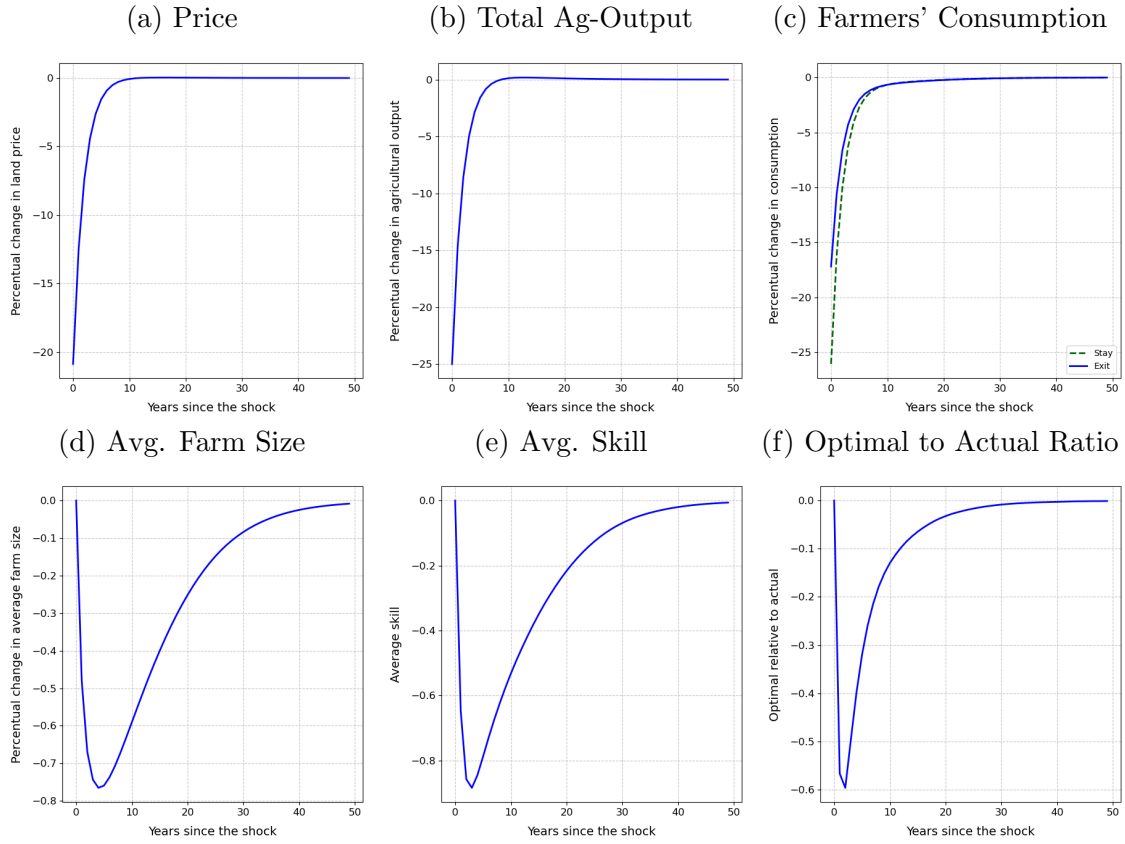 (a) Price
Percentual change in land price
0
−5
−10
−15
−20
0 10 20 30 40 50
Years since the shock
(b) Total Ag-Output
Percentual change in agricultural output
0
−5
−10
−15
−20
−25
0 10 20 30 40 50
Years since the shock
(c) Farmers' Consumption
Percentual change in consumption
0
−5
−10
−15
−20
−25
Stay
Exit
0 10 20 30 40 50
Years since the shock
(d) Avg. Farm Size
Percentual change in average farm size
0.0
−0.1
−0.2
−0.3
−0.4
−0.5
−0.6
−0.7
−0.8
0 10 20 30 40 50
Years since the shock
(e) Avg. Skill
Average skill
0.0
−0.2
−0.4
−0.6
−0.8
0 10 20 30 40 50
Years since the shock
(f) Optimal to Actual Ratio
Optimal relative to actual
0.0
−0.1
−0.2
−0.3
−0.4
−0.5
−0.6
0 10 20 30 40 50
Years since the shock